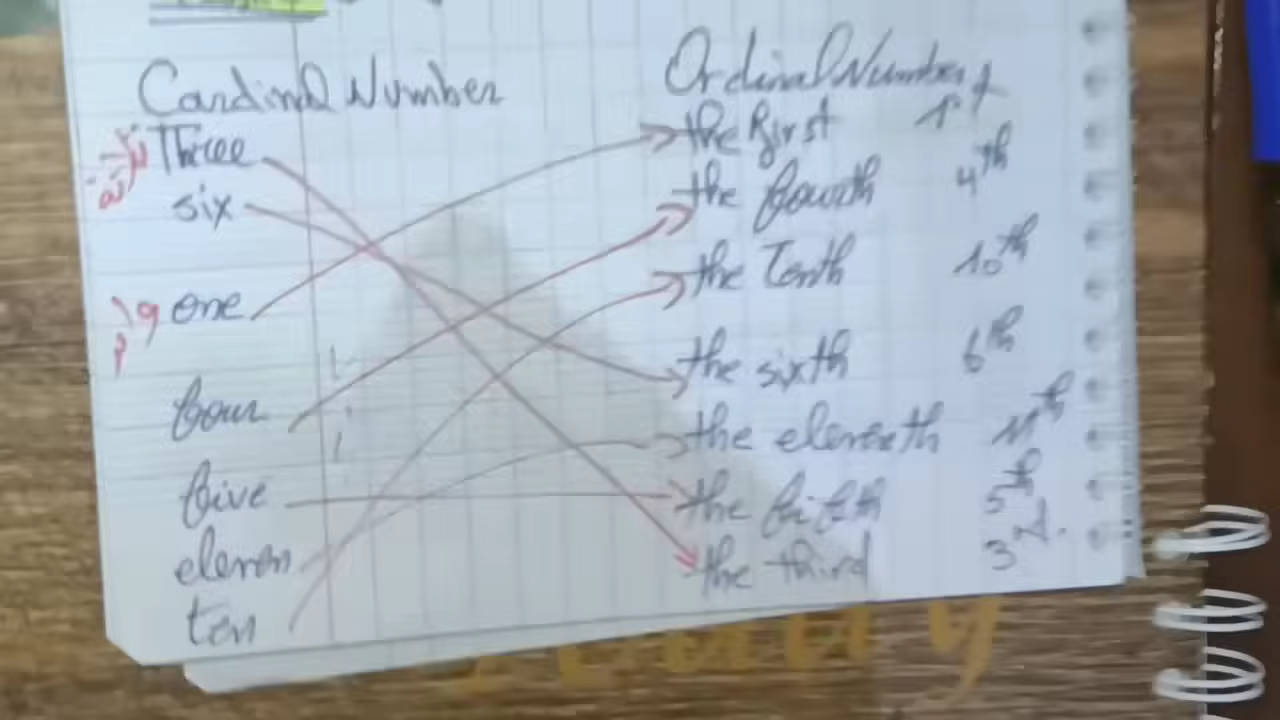 Cardinal Number
Ordinal Number
Three
the first 1st
six
the fourth 4th
one
the Tenth 10th
four
the sixth 6th
five
the eleventh 11th
eleven
the fifth 5th
ten
the third 3rd.